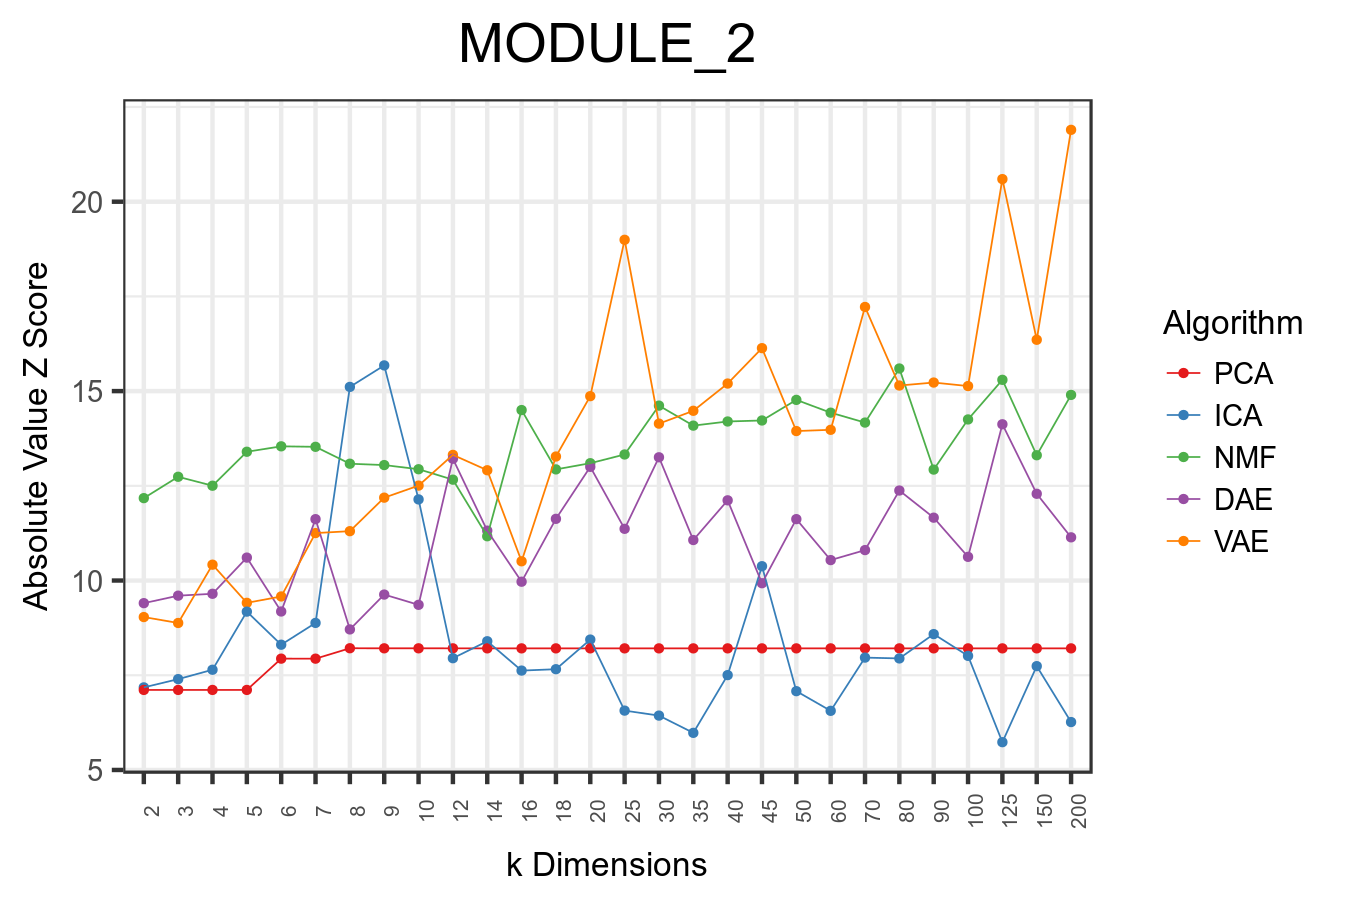 MODULE_2
Absolute Value Z Score
20
15
10
5
2 3 4 5 6 7 8 9 10 12 14 16 18 20 25 30 35 40 45 50 60 70 80 90 100 125 150 200
k Dimensions
Algorithm
PCA
ICA
NMF
DAE
VAE